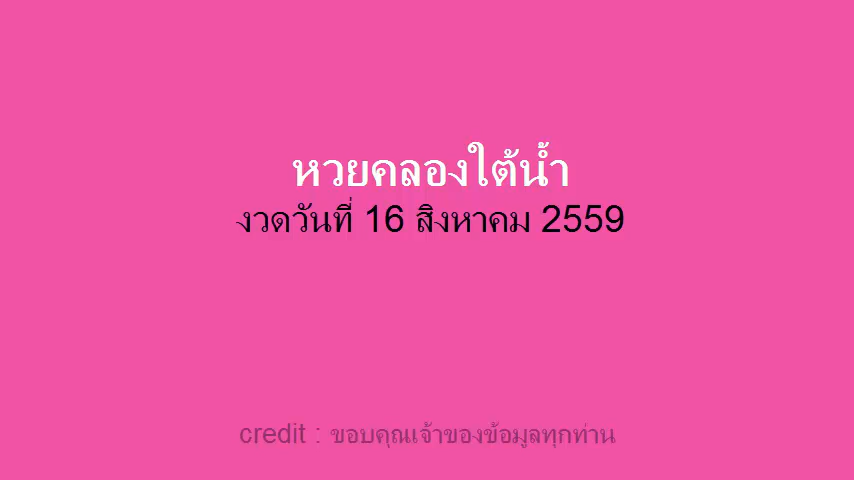 หวยคลองใต้น้ำ
งวดวันที่ 16 สิงหาคม 2559
credit : ขอบคุณเจ้าของข้อมูลทุกท่าน